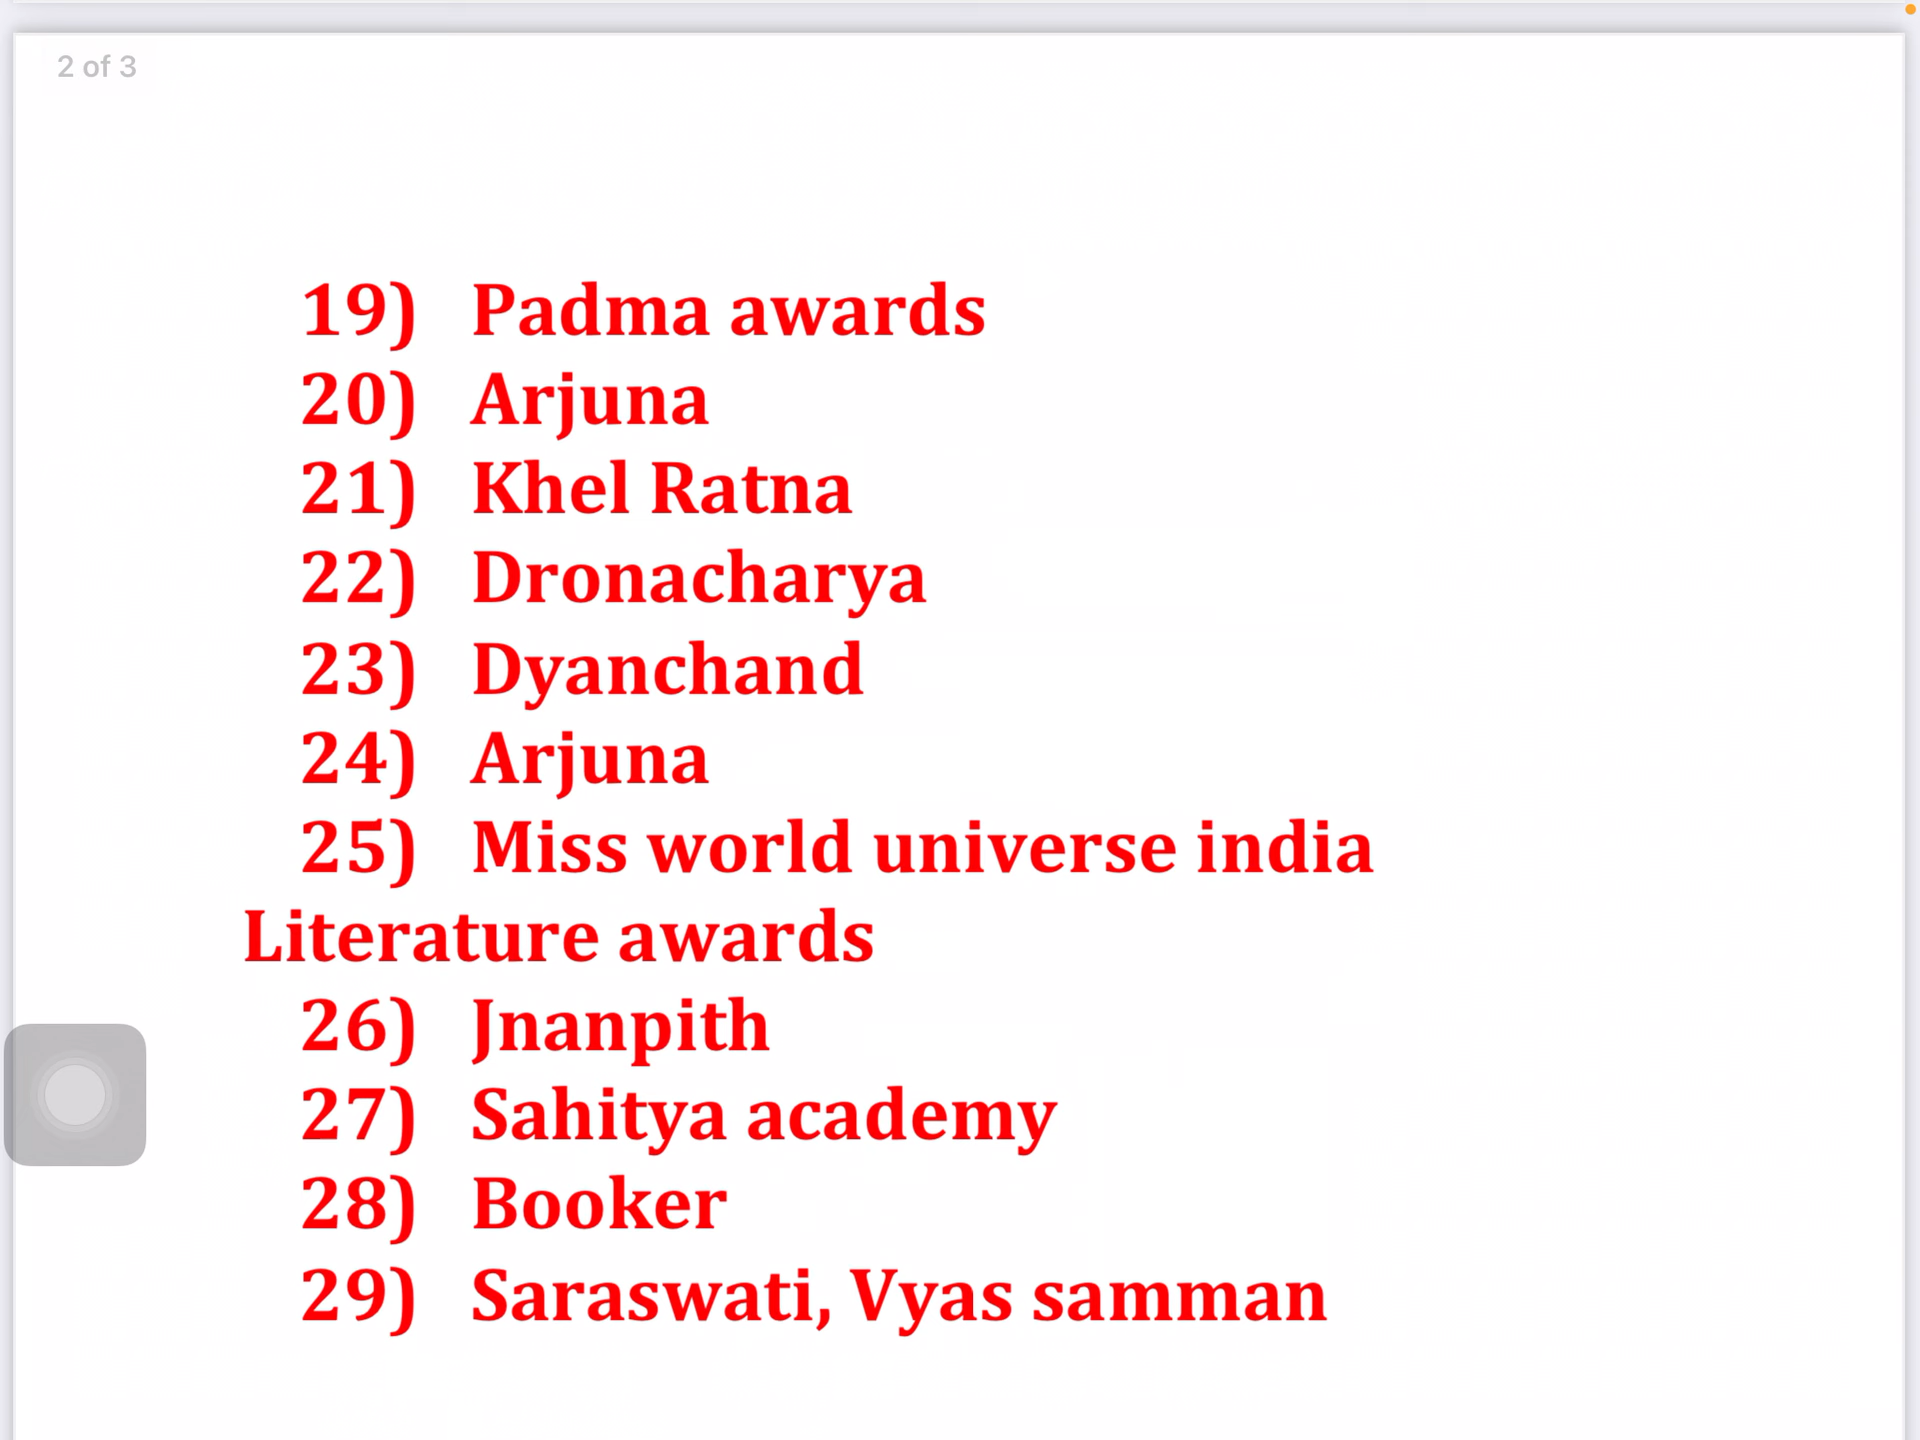 2 of 3
19) Padma awards
20) Arjuna
21) Khel Ratna
22) Dronacharya
23) Dyanchand
24) Arjuna
25) Miss world universe india
Literature awards
26) Jnanpith
27) Sahitya academy
28) Booker
29) Saraswati, Vyas samman